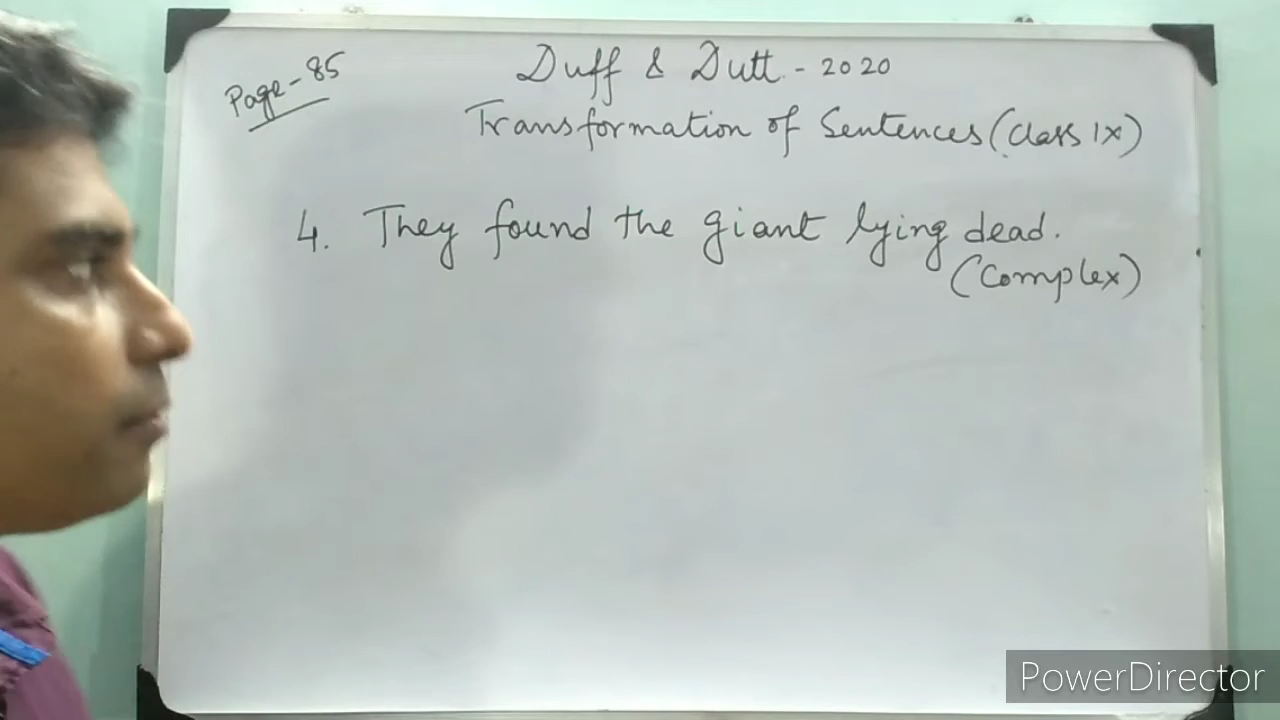 Page-85
Duff & Dutt - 2020
Transformation of Sentences (Class IX)
4. They found the giant lying dead.
(Complex)
PowerDirector